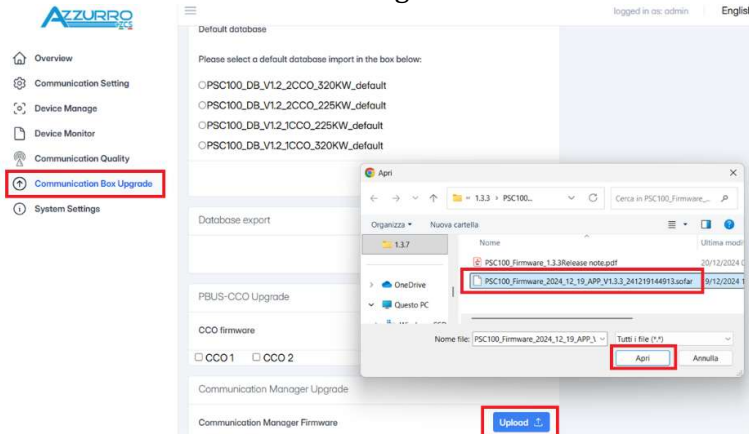 AZZURRO
ZCS
logged in as: admin
English
Overview
Communication Setting
Device Manage
Device Monitor
Communication Quality
Communication Box Upgrade
System Settings
Default database
Please select a default database import in the box below:
PSC100_DB_V1.2_2CCO_320KW_default
PSC100_DB_V1.2_2CCO_225KW_default
PSC100_DB_V1.2_1CCO_225KW_default
PSC100_DB_V1.2_1CCO_320KW_default
Database export
PBUS-CCO Upgrade
CCO firmware
CCO 1 CCO 2
Communication Manager Upgrade
Communication Manager Firmware
Upload
Apri
« 1.3.3 › PSC100...
Cerca in PSC100_Firmware_...
Organizza Nuova cartella
1.3.7
OneDrive
Questo PC
Nome
Ultima modi
PSC100_Firmware_1.3.3Release note.pdf
20/12/2024
PSC100_Firmware_2024_12_19_APP_V1.3.3_241219144913.sofar
19/12/2024 1
Nome file: PSC100_Firmware_2024_12_19_APP_\
Tutti i file (*.*)
Apri
Annulla